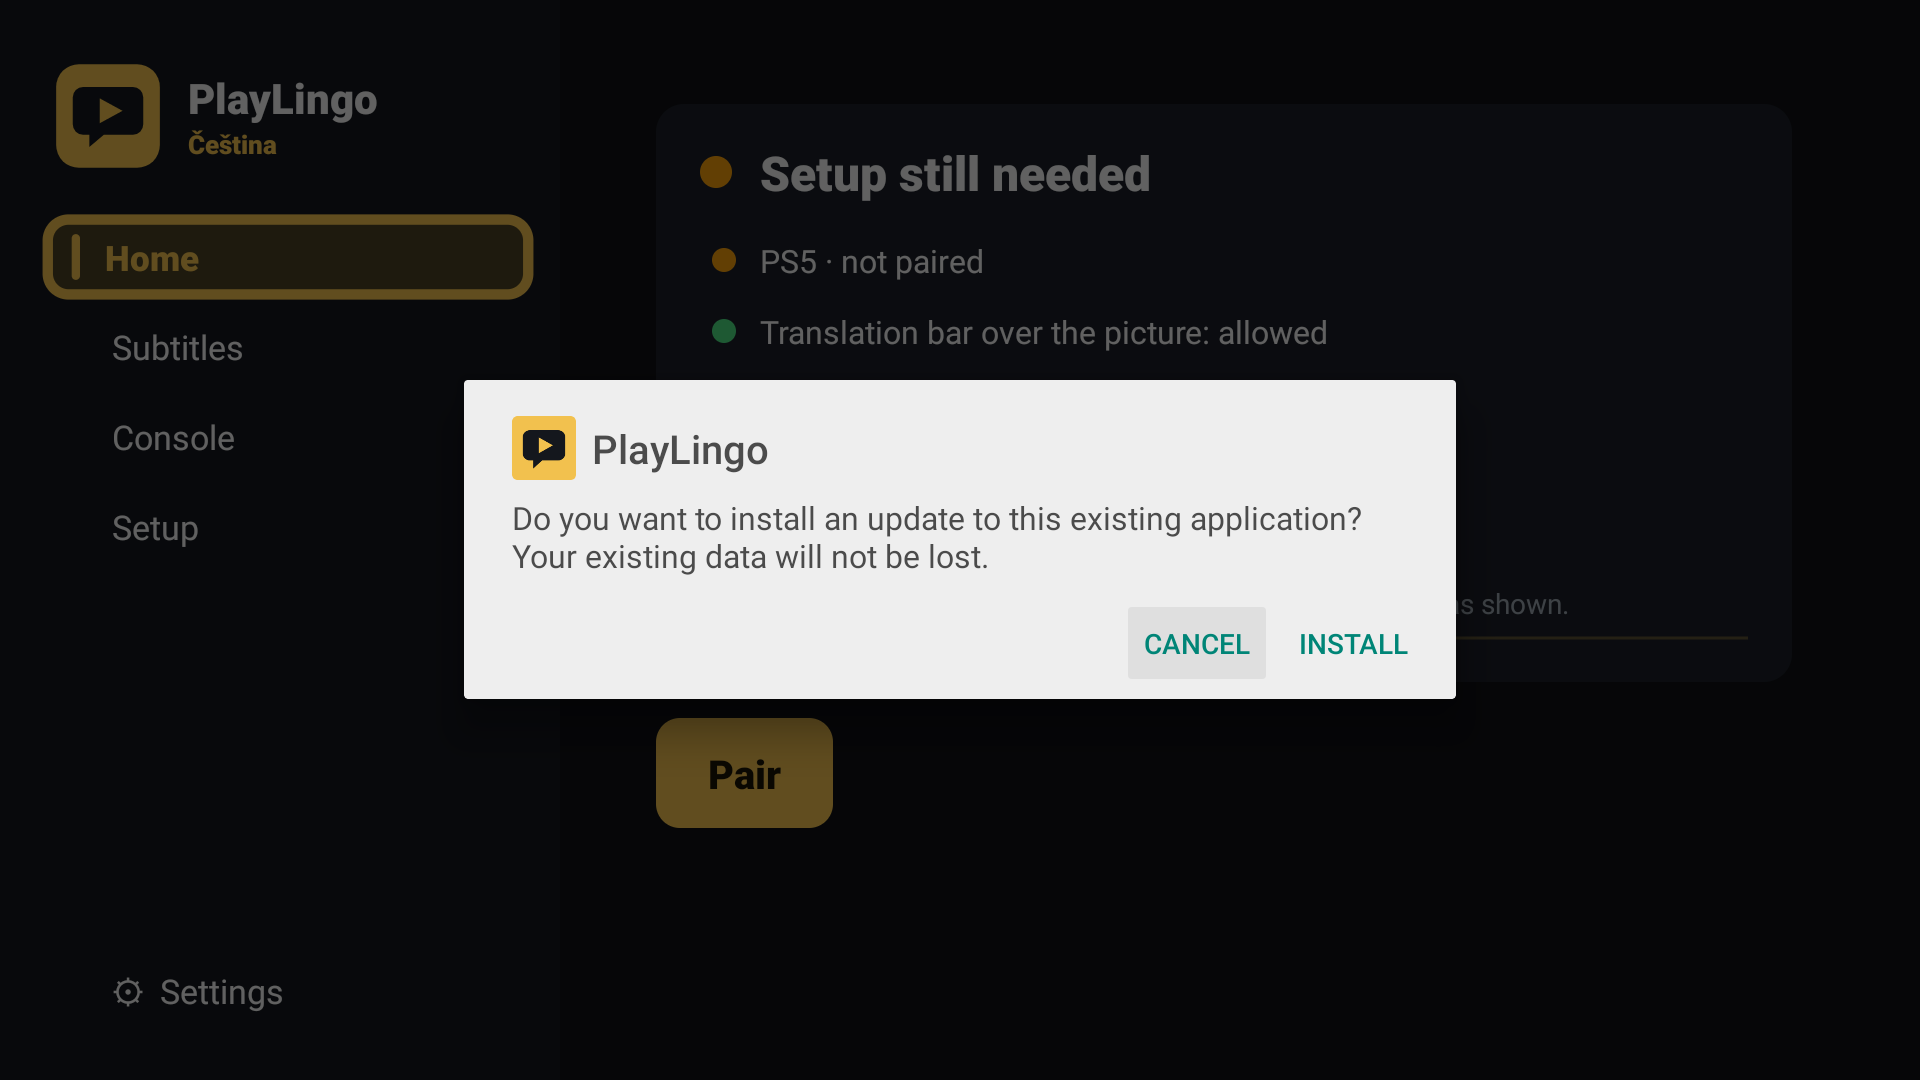 PlayLingo
Čeština
Home
Subtitles
Console
Setup
Settings
Setup still needed
PS5 · not paired
Translation bar over the picture: allowed
shown.
Pair
PlayLingo
Do you want to install an update to this existing application?
Your existing data will not be lost.
CANCEL
INSTALL